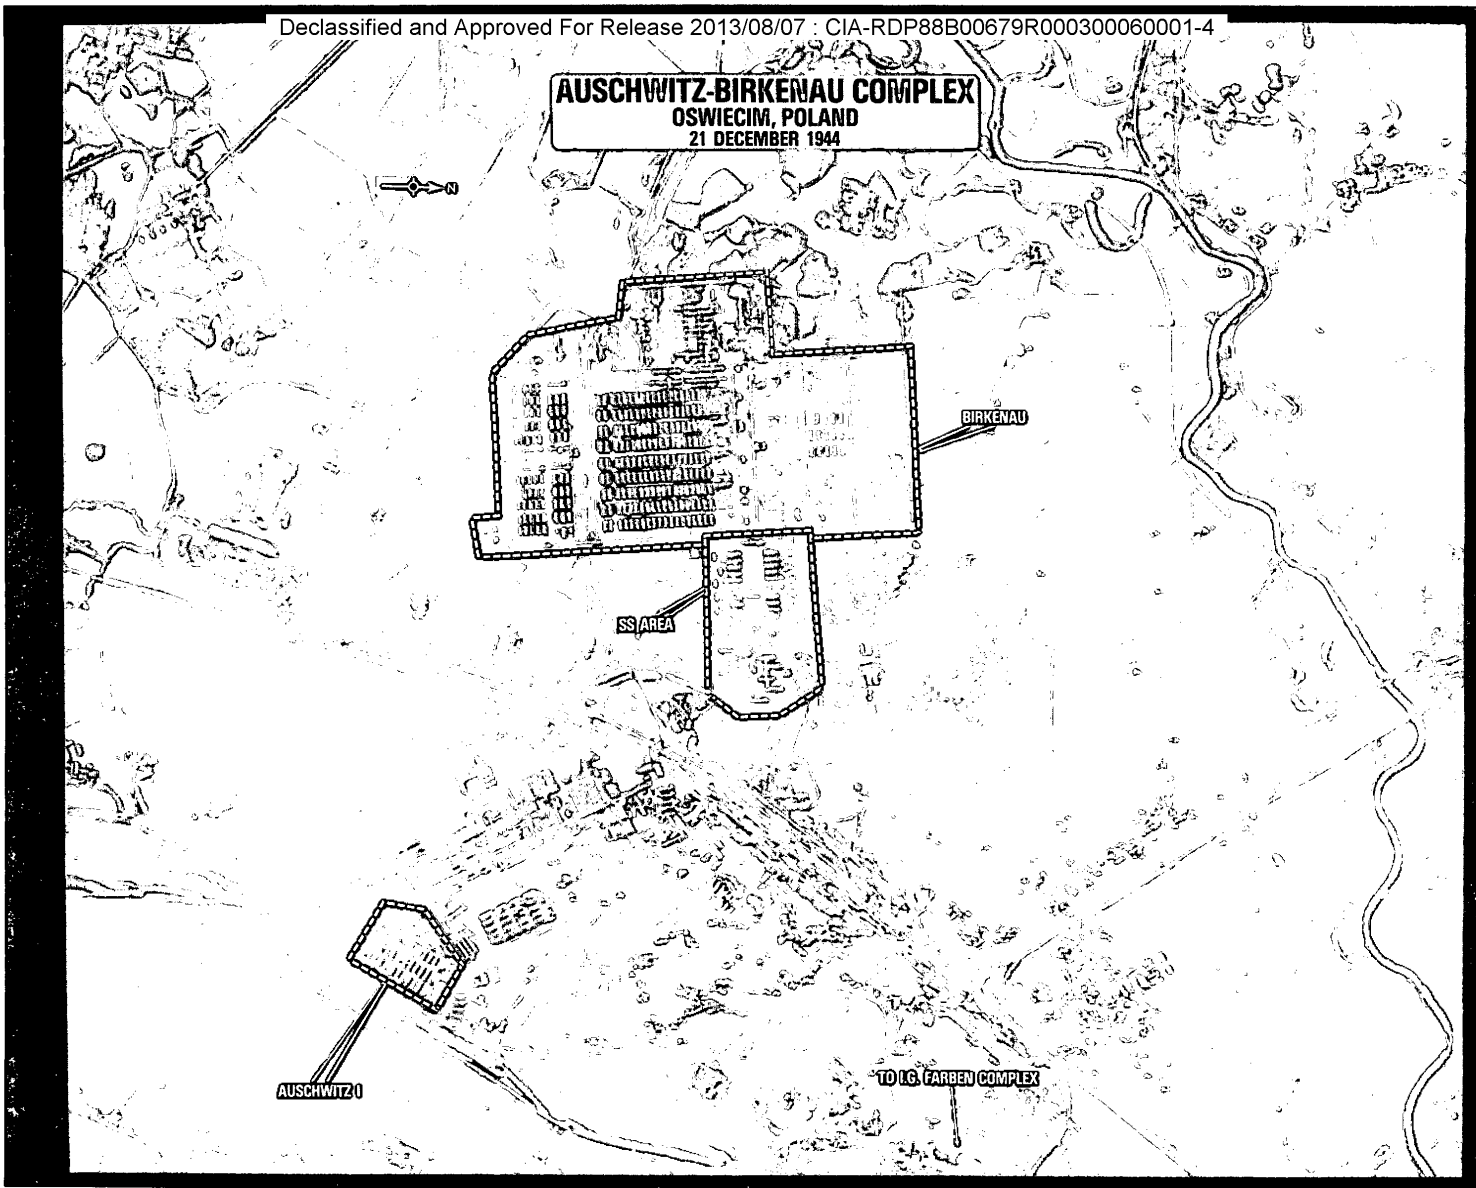 Declassified and Approved For Release 2013/08/07 : CIA-RDP88B00679R000300060001-4
AUSCHWITZ-BIRKENAU COMPLEX
OSWIECIM, POLAND
21 DECEMBER 1944
N
BIRKENAU
SS AREA
TO I.G. FARBEN COMPLEX
AUSCHWITZ I